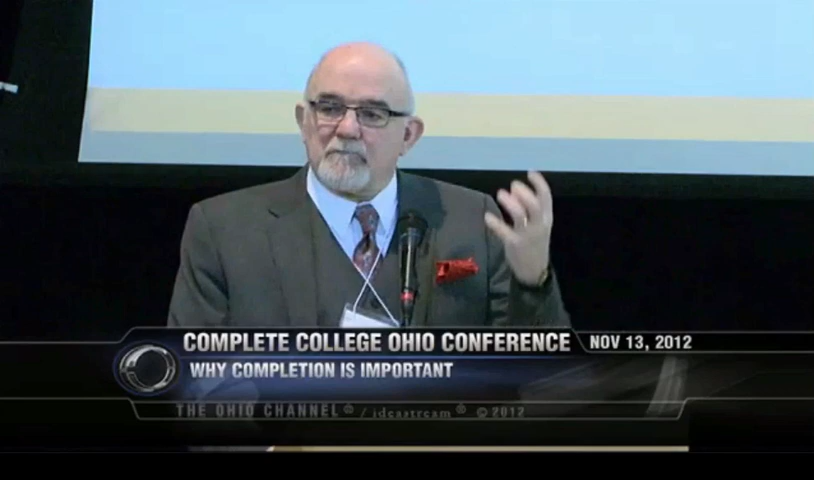 COMPLETE COLLEGE OHIO CONFERENCE
NOV 13, 2012
WHY COMPLETION IS IMPORTANT
THE OHIO CHANNEL ® / ideastream ® © 2012